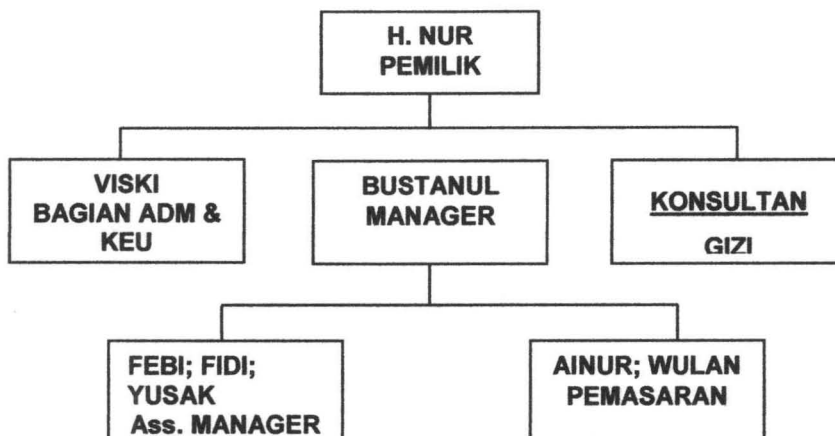 H. NUR
PEMILIK
VISKI
BAGIAN ADM &
KEU
BUSTANUL
MANAGER
KONSULTAN
GIZI
FEBI; FIDI;
YUSAK
Ass. MANAGER
AINUR; WULAN
PEMASARAN